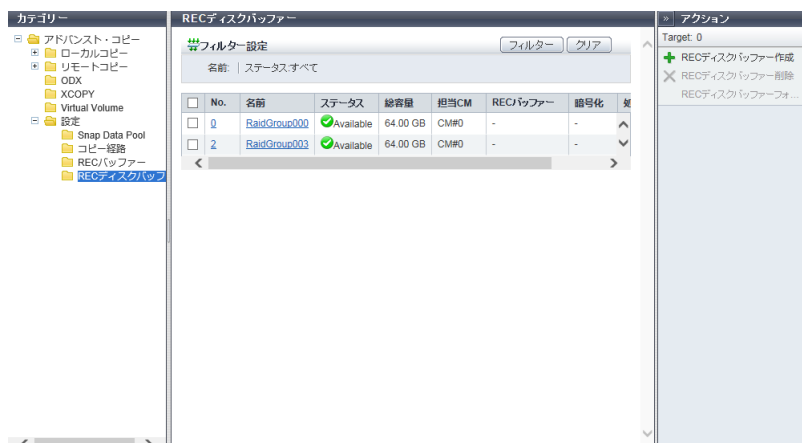 カテゴリー
アドバンスト・コピー
ローカルコピー
リモートコピー
ODX
XCOPY
Virtual Volume
設定
Snap Data Pool
コピー経路
RECバッファー
RECディスクバッフ
RECディスクバッファー
フィルター設定
フィルター クリア
名前: ステータス:すべて
No. 名前 ステータス 総容量 担当CM RECバッファー 暗号化 処
0 RaidGroup000 Available 64.00 GB CM#0 - -
2 RaidGroup003 Available 64.00 GB CM#0 - -
» アクション
Target: 0
RECディスクバッファー作成
RECディスクバッファー削除
RECディスクバッファーフォ...